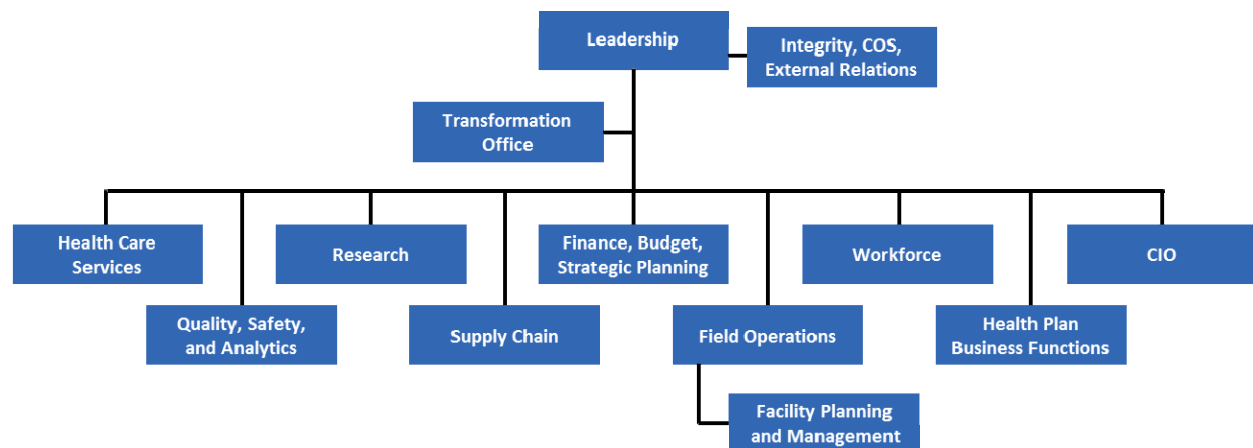 Leadership
Integrity, COS,
External Relations
Transformation
Office
Health Care
Services
Research
Finance, Budget,
Strategic Planning
Workforce
CIO
Quality, Safety,
and Analytics
Supply Chain
Field Operations
Health Plan
Business Functions
Facility Planning
and Management